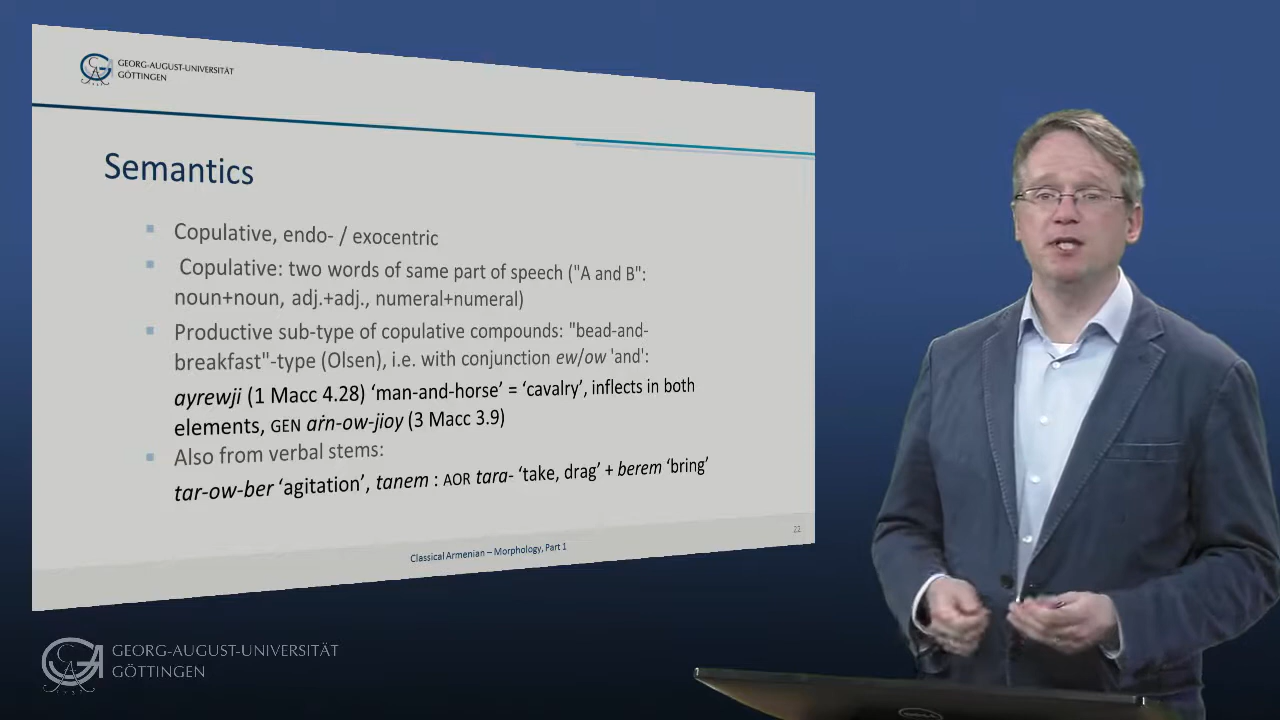 GEORG-AUGUST-UNIVERSITÄT
GÖTTINGEN
Semantics
Copulative, endo- / exocentric
Copulative: two words of same part of speech ("A and B":
noun+noun, adj.+adj., numeral+numeral)
Productive sub-type of copulative compounds: "bead-and-
breakfast"-type (Olsen), i.e. with conjunction ew/ow 'and':
ayrewji (1 Macc 4.28) ‘man-and-horse’ = ‘cavalry’, inflects in both
elements, GEN aṙn-ow-jioy (3 Macc 3.9)
Also from verbal stems:
tar-ow-ber ‘agitation’, tanem : AOR tara- ‘take, drag’ + berem ‘bring’
22
Classical Armenian – Morphology, Part 1
GEORG-AUGUST-UNIVERSITÄT
GÖTTINGEN